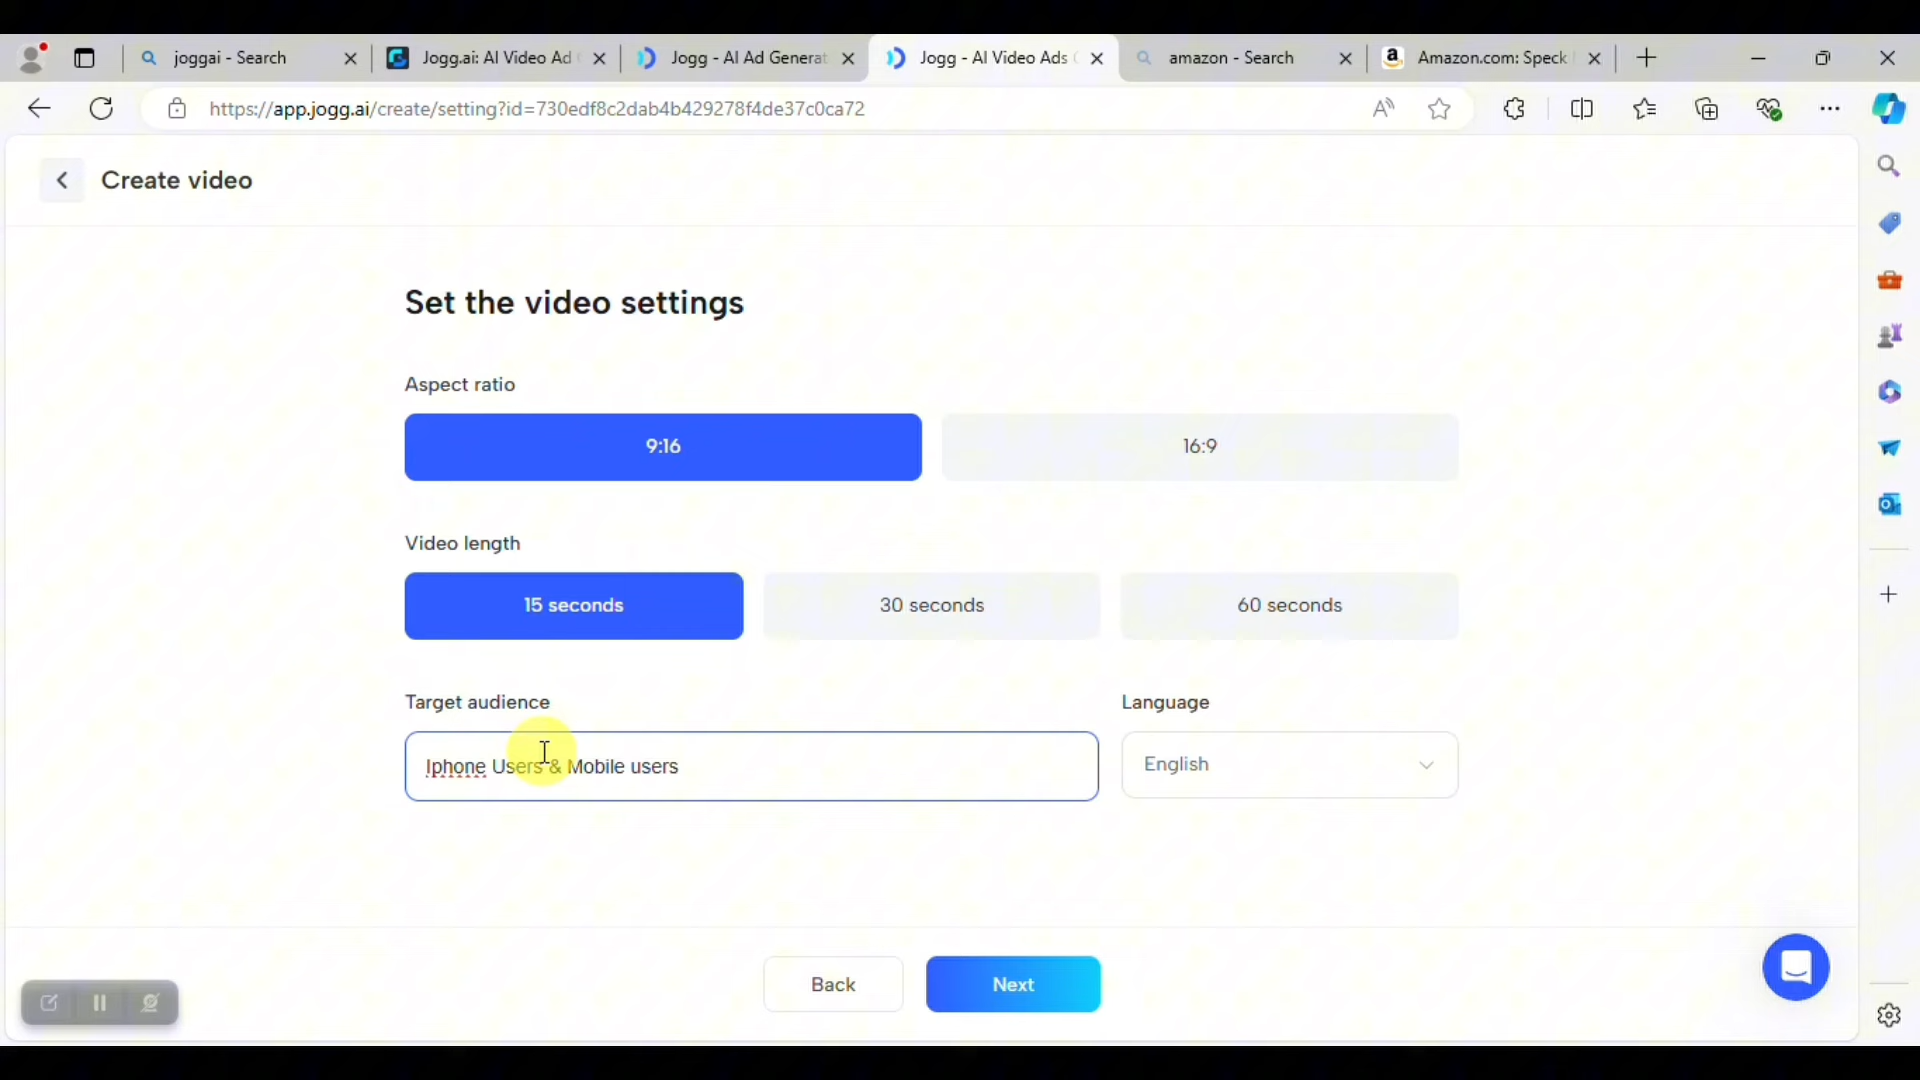 joggai - Search
Jogg.ai: AI Video Ad
Jogg - AI Ad Generat
Jogg - AI Video Ads
amazon - Search
Amazon.com: Speck
https://app.jogg.ai/create/setting?id=730edf8c2dab4b429278f4de37c0ca72
Create video
Set the video settings
Aspect ratio
9:16
16:9
Video length
15 seconds
30 seconds
60 seconds
Target audience
Language
Iphone Users & Mobile users
English
Back
Next